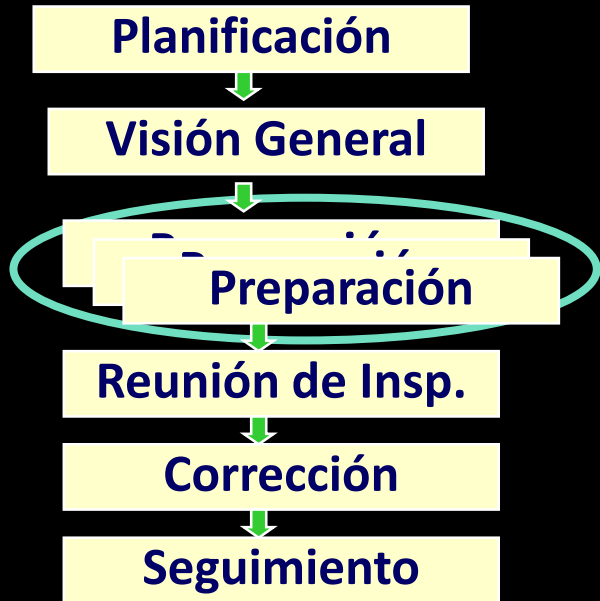 Planificación
Visión General
Preparación
Reunión de Insp.
Corrección
Seguimiento